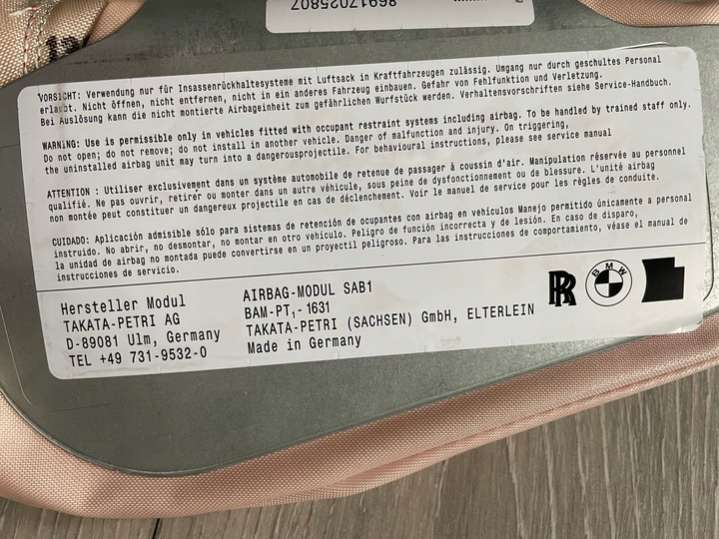 86917025807
VORSICHT: Verwendung nur für Insassenrückhaltesysteme mit Luftsack in Kraftfahrzeugen zulässig. Umgang nur durch geschultes Personal
erlaubt. Nicht öffnen, nicht entfernen, nicht in ein anderes Fahrzeug einbauen. Gefahr von Fehlfunktion und Verletzung.
Bei Auslösung kann die nicht montierte Airbageinheit zum gefährlichen Wurfstück werden. Verhaltensvorschriften siehe Service-Handbuch.
WARNING: Use is permissible only in vehicles fitted with occupant restraint systems including airbag. To be handled by trained staff only.
Do not open; do not remove; do not install in another vehicle. Danger of malfunction and injury. On triggering,
the uninstalled airbag unit may turn into a dangerousprojectile. For behavioural instructions, please see service manual
ATTENTION : Utiliser exclusivement dans un système automobile de retenue de passager à coussin d'air. Manipulation réservée au personnel
qualifié. Ne pas ouvrir, retirer ou monter dans un autre véhicule, sous peine de dysfonctionnement ou de blessure. L'unité airbag
non montée peut constituer un dangereux projectile en cas de déclenchement. Voir le manuel de service pour les règles de conduite.
CUIDADO: Aplicación admisible sólo para sistemas de retención de ocupantes con airbag en vehículos Manejo permitido únicamente a personal
instruido. No abrir, no desmontar, no montar en otro vehículo. Peligro de función incorrecta y de lesión. En caso de disparo,
la unidad de airbag no montada puede convertirse en un proyectil peligroso. Para las instrucciones de comportamiento, véase el manual de
instrucciones de servicio.
Hersteller Modul
TAKATA-PETRI AG
D-89081 Ulm, Germany
TEL +49 731-9532-0
AIRBAG-MODUL SAB1
BAM-PT,- 1631
TAKATA-PETRI (SACHSEN) GmbH, ELTERLEIN
Made in Germany
RR
BMW